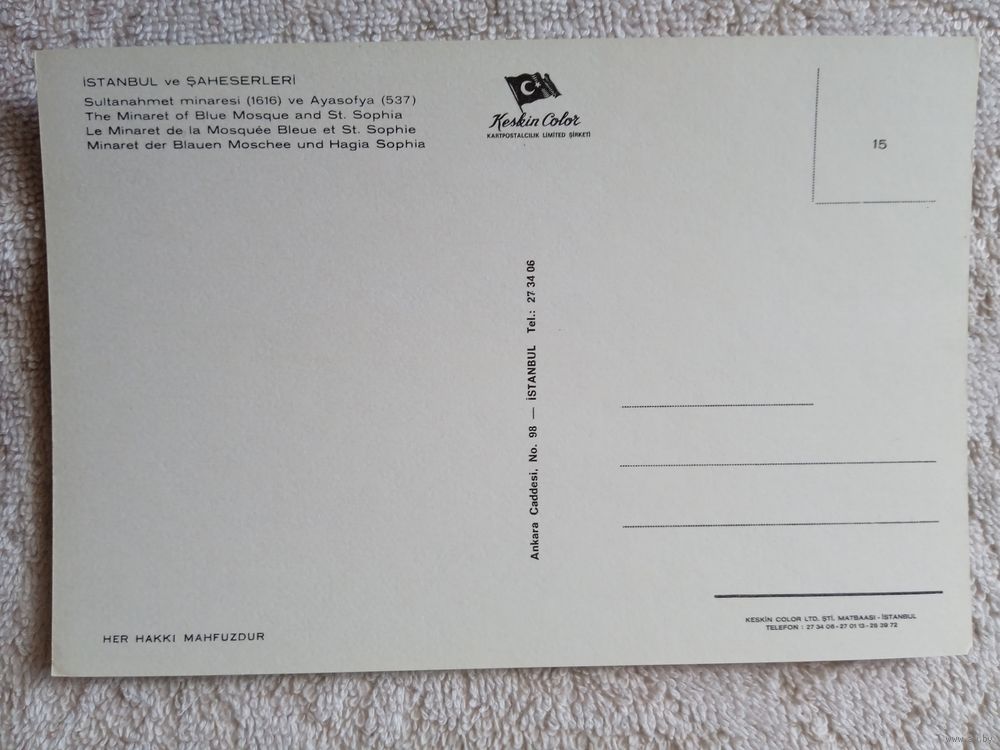 İSTANBUL ve ŞAHESERLERİ
Sultanahmet minaresi (1616) ve Ayasofya (537)
The Minaret of Blue Mosque and St. Sophia
Le Minaret de la Mosquée Bleue et St. Sophie
Minaret der Blauen Moschee und Hagia Sophia
Keskin Color
KARTPOSTALCILIK LİMİTED ŞİRKETİ
15
Ankara Caddesi, No. 98 — İSTANBUL Tel.: 27 34 06
HER HAKKI MAHFUZDUR
KESKİN COLOR LTD. ŞTİ. MATBAASI - İSTANBUL
TELEFON : 27 34 06 - 27 01 13 - 28 39 72